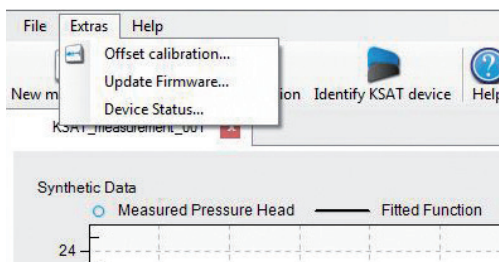 File Extras Help
Offset calibration...
Update Firmware...
Device Status...
New Identify KSAT device Help
KSAT_measurement_001 x
Synthetic Data
Measured Pressure Head Fitted Function
24